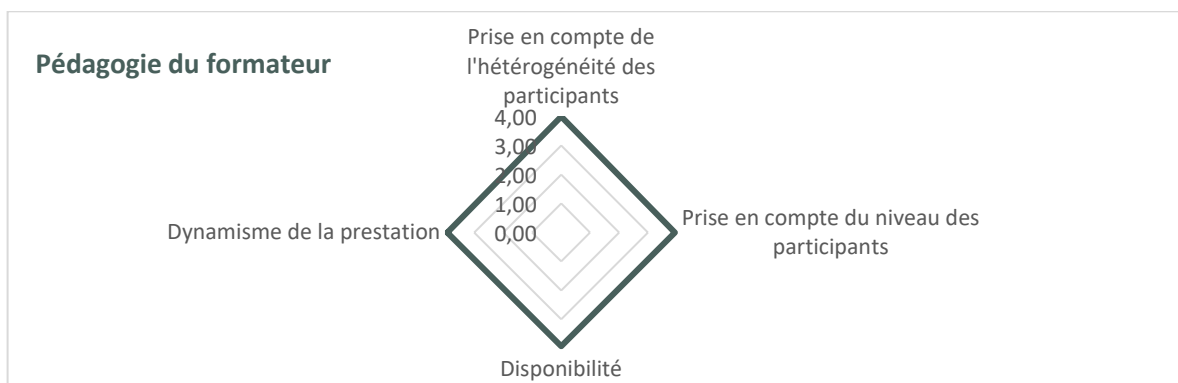 Pédagogie du formateur
Prise en compte de
l'hétérogénéité des
participants
4,00
3,00
2,00
1,00
0,00
Dynamisme de la prestation
Prise en compte du niveau des
participants
Disponibilité